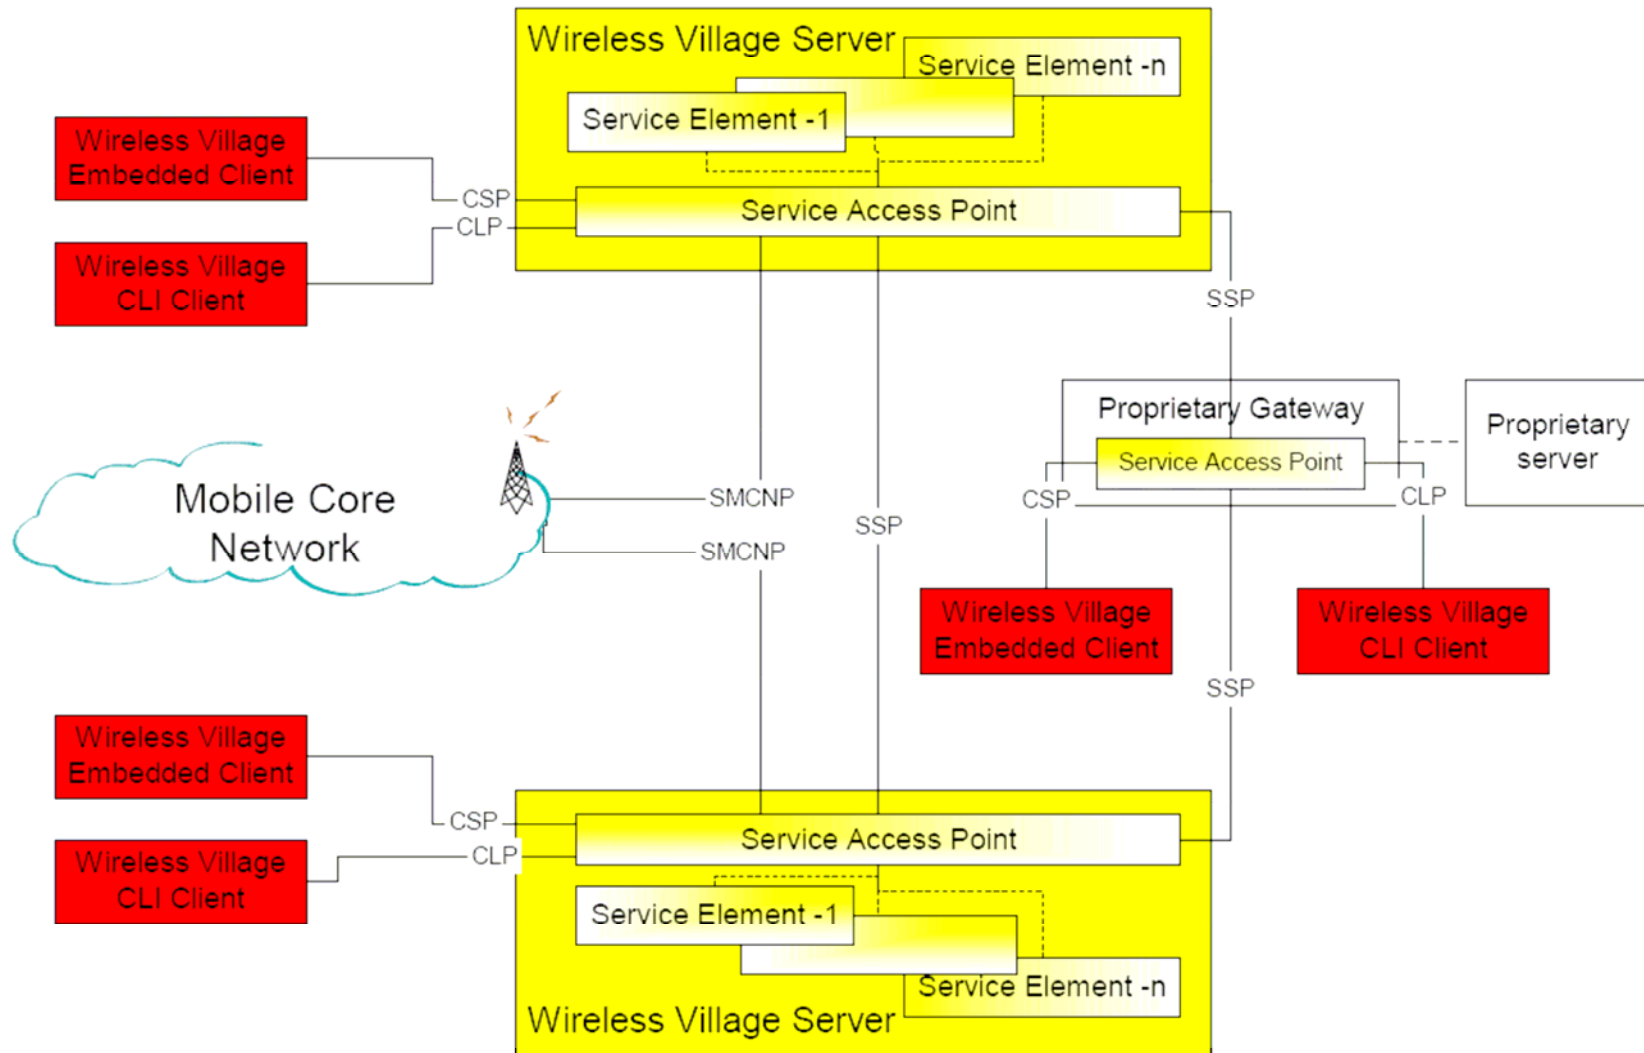 Wireless Village Server
Service Element -n
Service Element -1
Wireless Village
Embedded Client
CSP
Service Access Point
CLP
Wireless Village
CLI Client
SSP
Proprietary Gateway
Proprietary
server
Service Access Point
Mobile Core
Network
SMCNP
CSP
CLP
SSP
SMCNP
Wireless Village
Embedded Client
Wireless Village
CLI Client
SSP
Wireless Village
Embedded Client
CSP
Service Access Point
CLP
Wireless Village
CLI Client
Service Element -1
Service Element -n
Wireless Village Server